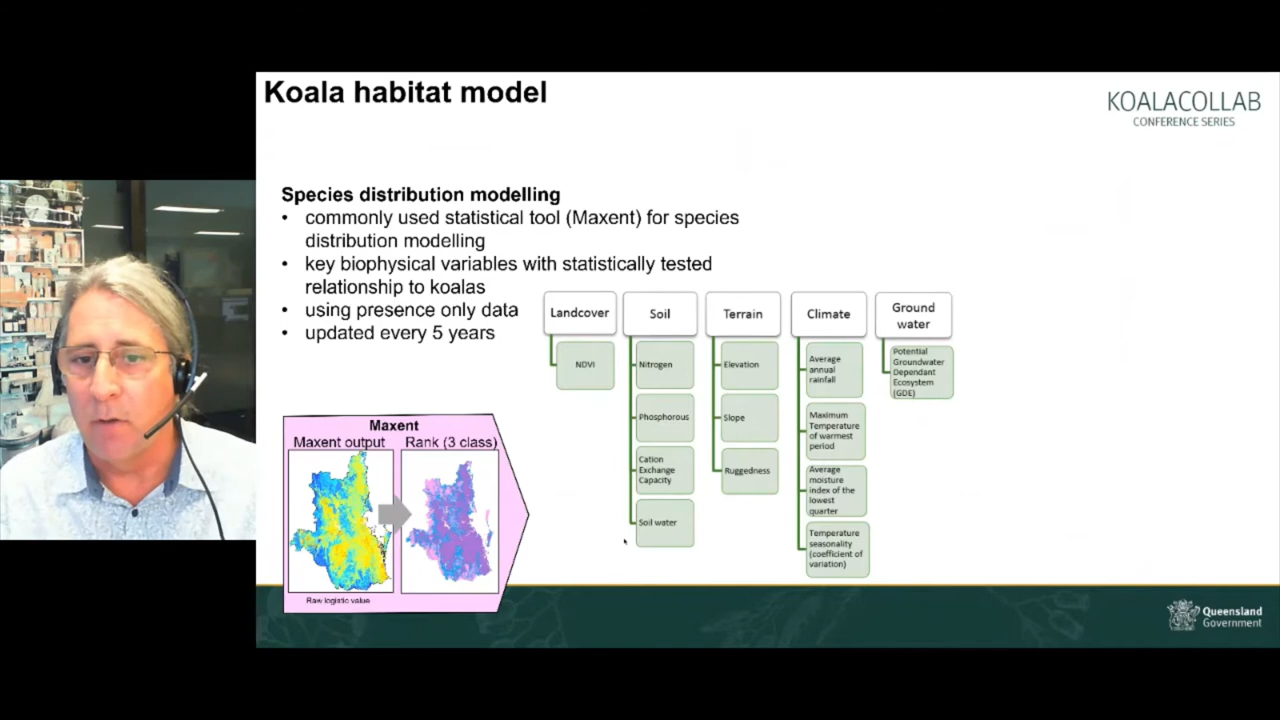 Koala habitat model
KOALACOLLAB
CONFERENCE SERIES
Species distribution modelling
• commonly used statistical tool (Maxent) for species
distribution modelling
• key biophysical variables with statistically tested
relationship to koalas
• using presence only data
• updated every 5 years
Landcover
NDVI
Soil
Nitrogen
Phosphorous
Cation
Exchange
Capacity
Soil water
Terrain
Elevation
Slope
Ruggedness
Climate
Average
annual
rainfall
Maximum
Temperature
of warmest
period
Average
moisture
index of the
lowest
quarter
Temperature
seasonality
(coefficient of
variation)
Ground
water
Potential
Groundwater
Dependant
Ecosystem
(GDE)
Maxent
Maxent output
Rank (3 class)
Raw logistic value
Queensland
Government